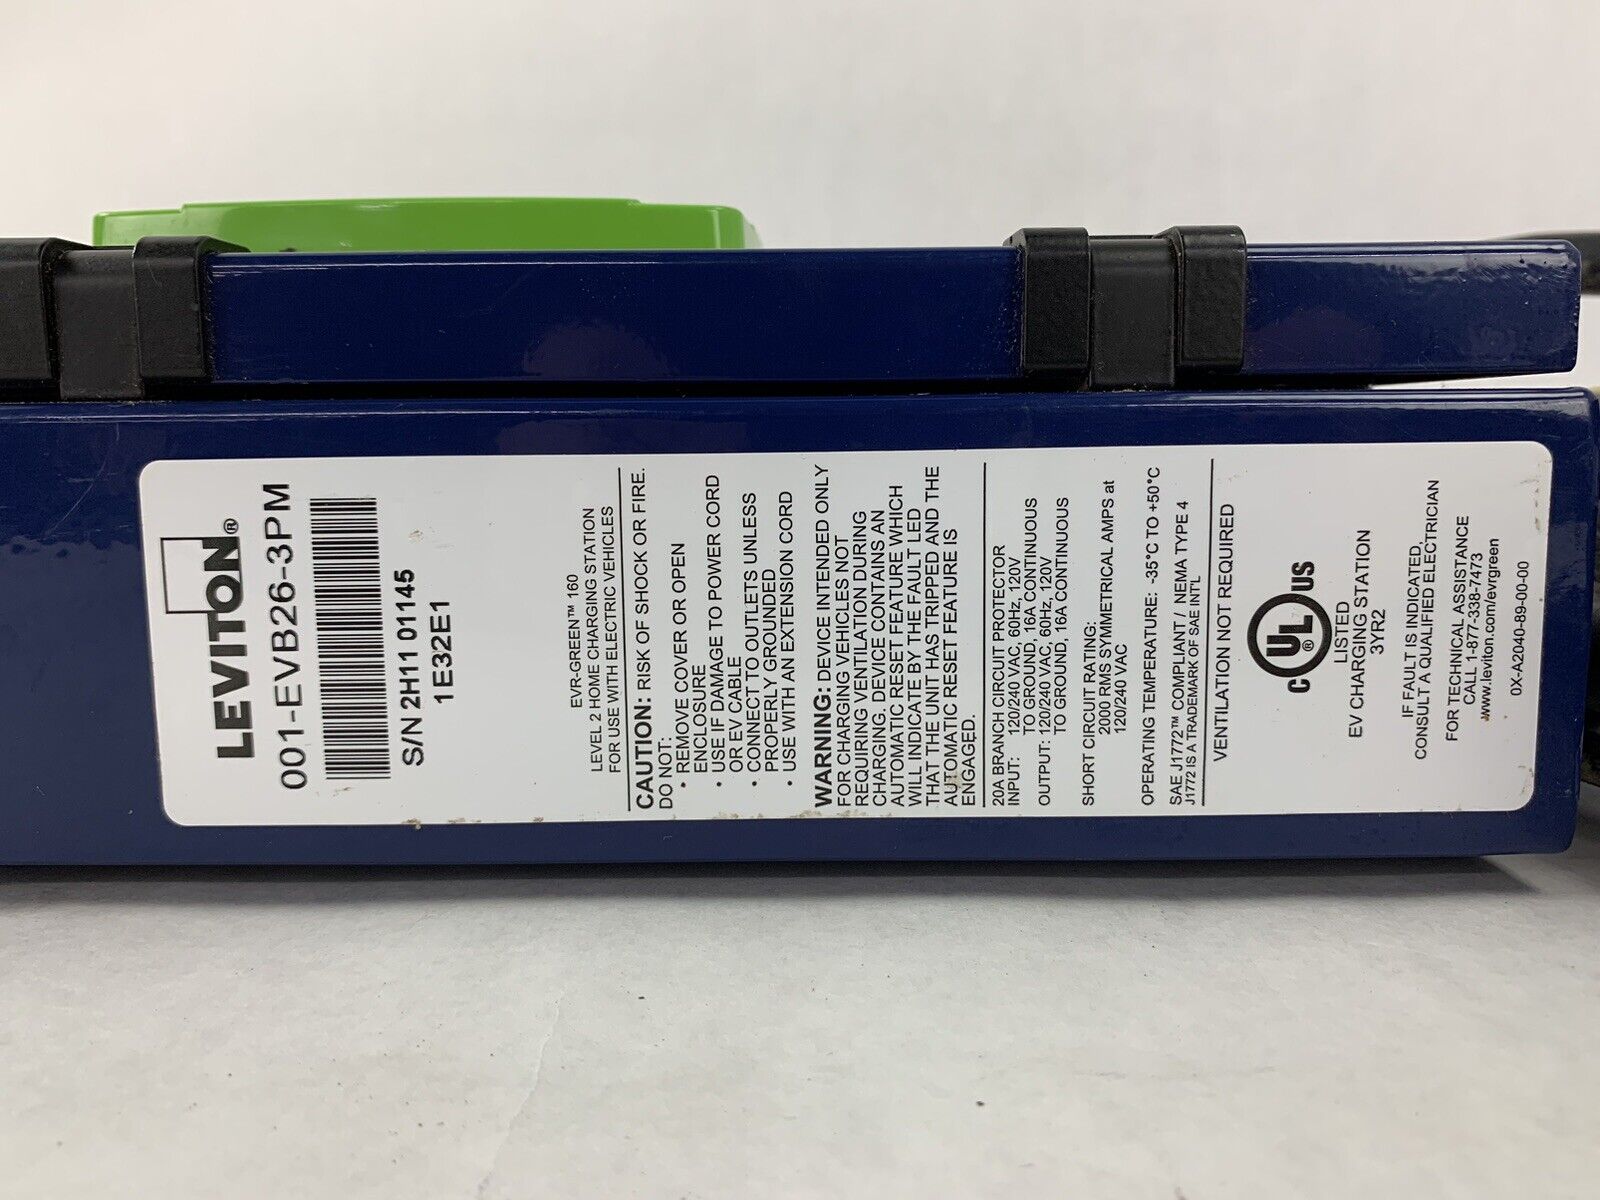 LEVITON®
001-EVB26-3PM
S/N 2H11 01145
1E32E1
EVR-GREEN™ 160
LEVEL 2 HOME CHARGING STATION
FOR USE WITH ELECTRIC VEHICLES
CAUTION: RISK OF SHOCK OR FIRE.
DO NOT:
• REMOVE COVER OR OPEN
ENCLOSURE
• USE IF DAMAGE TO POWER CORD
OR EV CABLE
• CONNECT TO OUTLETS UNLESS
PROPERLY GROUNDED
• USE WITH AN EXTENSION CORD
WARNING: DEVICE INTENDED ONLY
FOR CHARGING VEHICLES NOT
REQUIRING VENTILATION DURING
CHARGING. DEVICE CONTAINS AN
AUTOMATIC RESET FEATURE WHICH
WILL INDICATE BY THE FAULT LED
THAT THE UNIT HAS TRIPPED AND THE
AUTOMATIC RESET FEATURE IS
ENGAGED.
20A BRANCH CIRCUIT PROTECTOR
INPUT: 120/240 VAC, 60Hz, 120V
TO GROUND, 16A CONTINUOUS
OUTPUT: 120/240 VAC, 60Hz, 120V
TO GROUND, 16A CONTINUOUS
SHORT CIRCUIT RATING:
2000 RMS SYMMETRICAL AMPS at
120/240 VAC
OPERATING TEMPERATURE: -35°C TO +50°C
SAE J1772™ COMPLIANT / NEMA TYPE 4
J1772 IS A TRADEMARK OF SAE INT'L
VENTILATION NOT REQUIRED
C UL® US
LISTED
EV CHARGING STATION
3YR2
IF FAULT IS INDICATED,
CONSULT A QUALIFIED ELECTRICIAN
FOR TECHNICAL ASSISTANCE
CALL 1-877-338-7473
www.leviton.com/evrgreen
0X-A2040-89-00-00